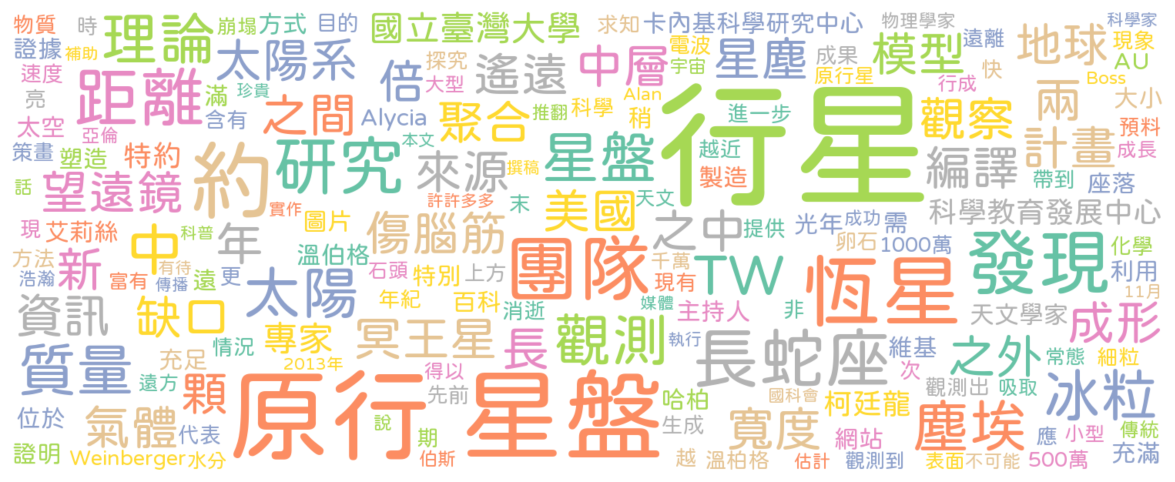 物質 時 崩塌 方式 目的 國立臺灣大學 求知 卡內基科學研究中心 物理學家 科學家
證據 補助 理論 太陽系 探究 電波 中層 星塵 成果 模型 遠離 地球 現象
速度 距離 滿 倍 遙遠 大型 宇宙 原行星 快 AU
亮 珍貴 含有 之間 Alycia 聚合 推翻 科學 Alan 稍 進一步 行星 行成 觀察 Boss 兩 大小
太空 亞倫 本文 越近 預料
策畫 塑造 特約 約 研究 來源 撰稿 星盤 製造 編譯 計畫 成長
話 望遠鏡 許許多多 末 美國 天文 帶到 座落
現 艾莉絲 實作 圖片 傷腦筋 之中 提供 光年 成功 需 科學教育發展中心
方法 新 中 科普 年 溫伯格 團隊 千萬 TW 卵石 1000萬 發現 化學
浩瀚 富有 有待 傳播 遠 更 太陽 石頭 特別 上方 現有 恆星 利用
資訊 缺口 年紀 百科 消逝 媒體 主持人 非 天文學家 11月 成形
質量 情況 專家 冥王星 長 觀測 執行 長蛇座 維基 之外 常態 細粒
充足 2013年 得以 次 觀測出 吸取
遠方 顆 原行星盤 先前 哈柏 國科會 柯廷龍 冰粒
位於 氣體 代表 說 期 生成 寬度 網站 塵埃 應 小型 傳統
證明 Weinberger 水分 伯斯 越 溫柏格 估計 觀測到 表面 不可能 500萬 充滿